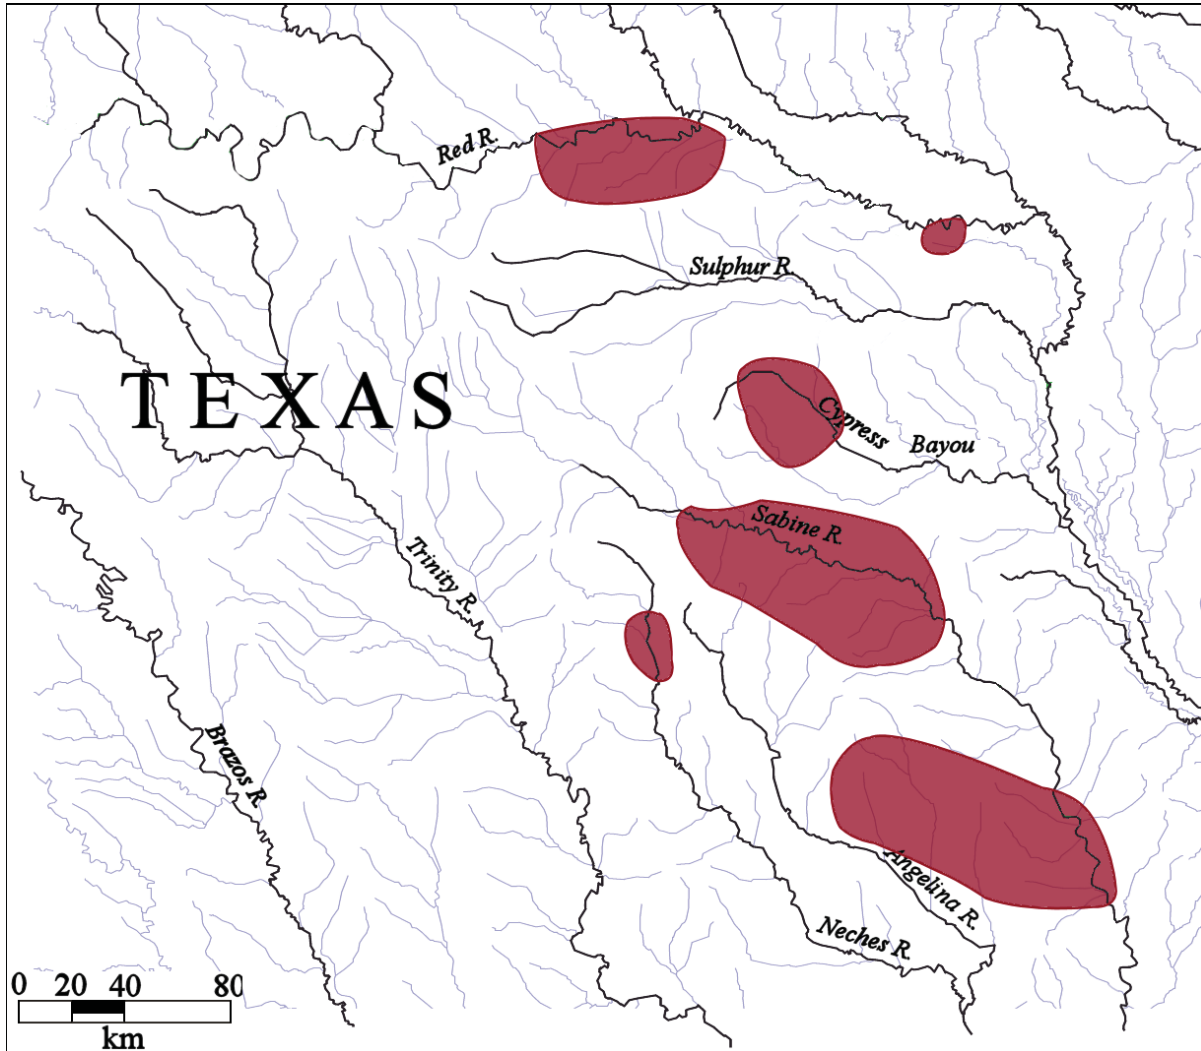 Red R.
Sulphur R.
TEXAS
Cypress Bayou
Sabine R.
Trinity R.
Brazos R.
Angelina R.
Neches R.
0 20 40 80
km